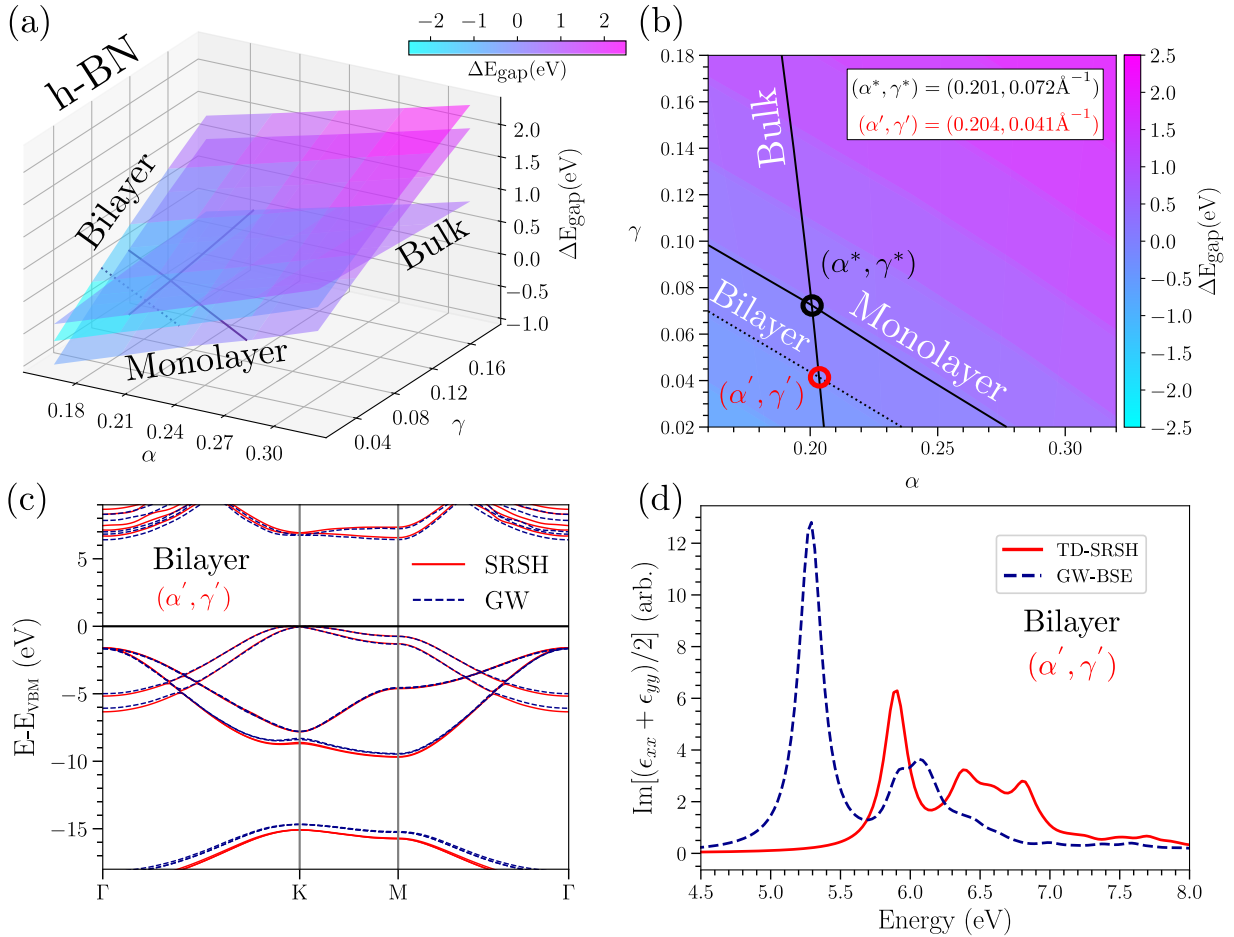 (a)
−2 −1 0 1 2
ΔEgap(eV)
h-BN
Bilayer
Bulk
Monolayer
2.0
1.5
1.0
0.5
0.0
−0.5
−1.0
ΔEgap(eV)
0.18
0.21
0.24
0.27
0.30
α
0.04
0.08
0.12
0.16
γ
(b)
0.18
0.16
0.14
0.12
0.10
0.08
0.06
0.04
0.02
γ
(α*, γ*) = (0.201, 0.072Å⁻¹)
(α′, γ′) = (0.204, 0.041Å⁻¹)
Bulk
(α*, γ*)
Bilayer
Monolayer
(α′, γ′)
0.20 0.25 0.30
α
2.5
2.0
1.5
1.0
0.5
0.0
−0.5
−1.0
−1.5
−2.0
−2.5
ΔEgap(eV)
(c)
5
0
−5
−10
−15
E-E_VBM (eV)
Bilayer
(α′, γ′)
SRSH
GW
Γ K M Γ
(d)
12
10
8
6
4
2
0
Im[(ϵ_xx + ϵ_yy)/2] (arb.)
TD-SRSH
GW-BSE
Bilayer
(α′, γ′)
4.5 5.0 5.5 6.0 6.5 7.0 7.5 8.0
Energy (eV)